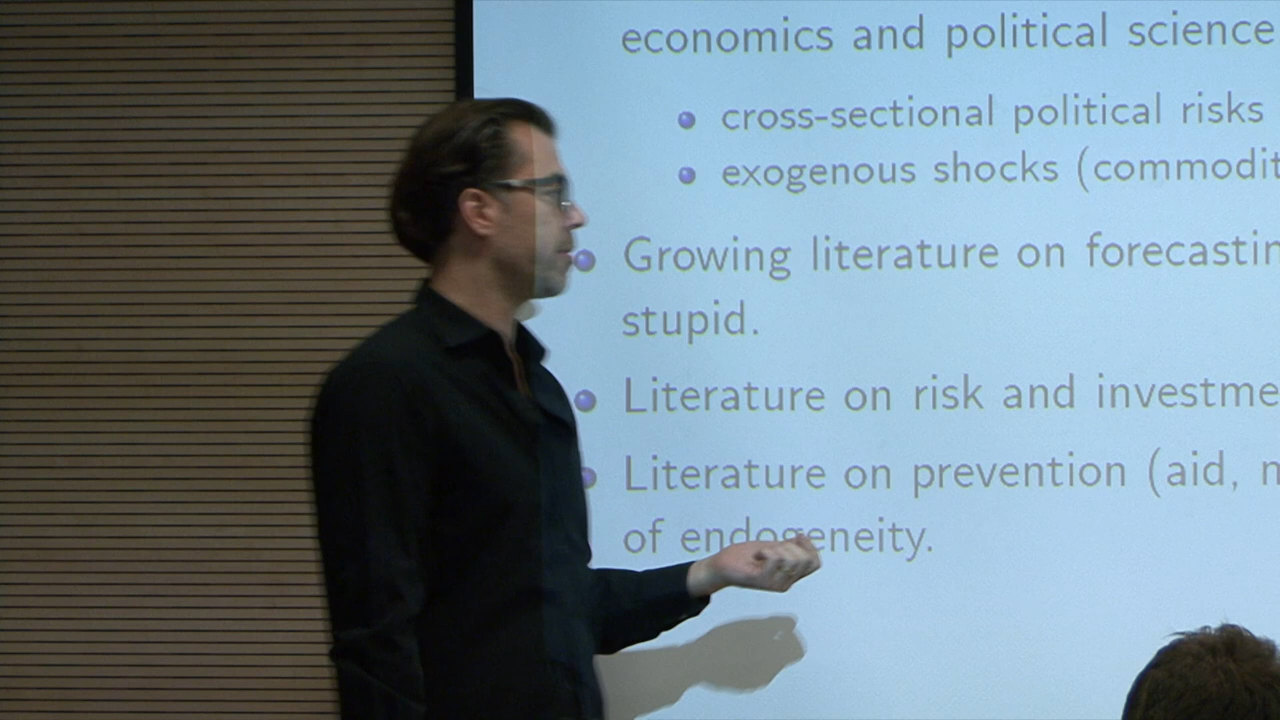 economics and political science
cross-sectional political risks
exogenous shocks (commodit
Growing literature on forecastin
stupid.
Literature on risk and investme
Literature on prevention (aid, n
of endogeneity.